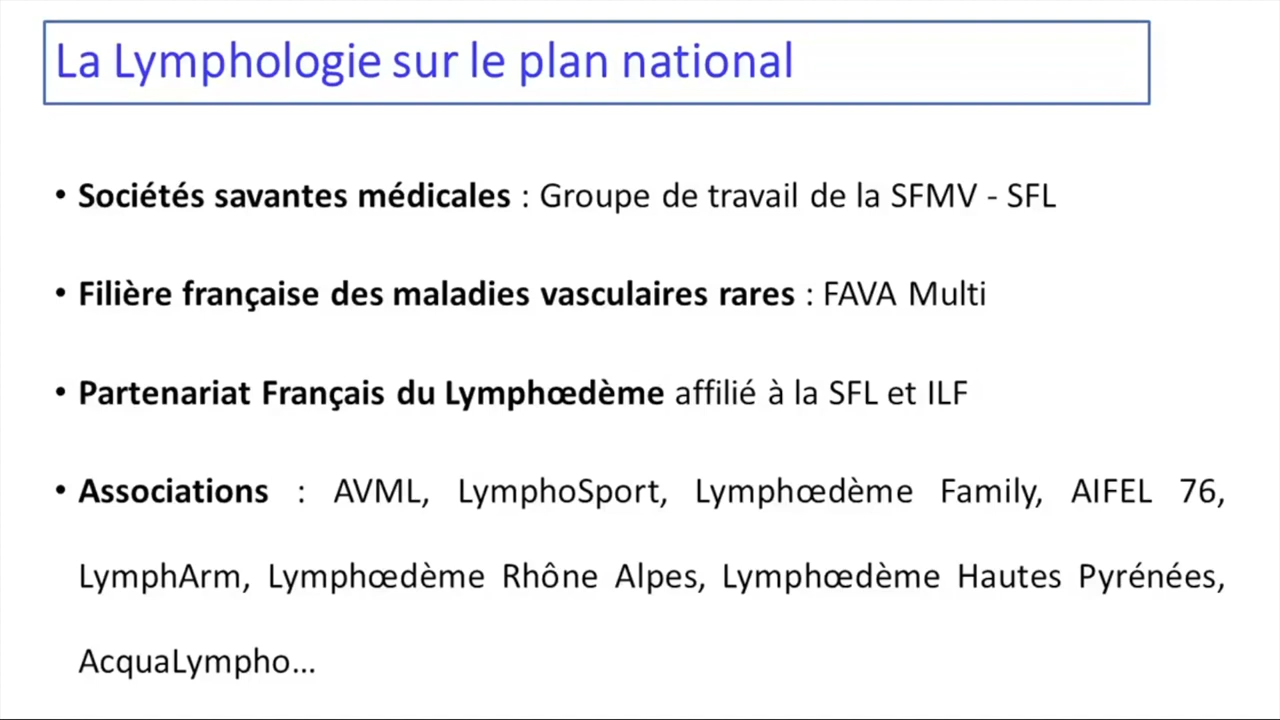 La Lymphologie sur le plan national
• Sociétés savantes médicales : Groupe de travail de la SFMV - SFL
• Filière française des maladies vasculaires rares : FAVA Multi
• Partenariat Français du Lymphœdème affilié à la SFL et ILF
• Associations : AVML, LymphoSport, Lymphœdème Family, AIFEL 76,
LymphArm, Lymphœdème Rhône Alpes, Lymphœdème Hautes Pyrénées,
AcquaLympho...